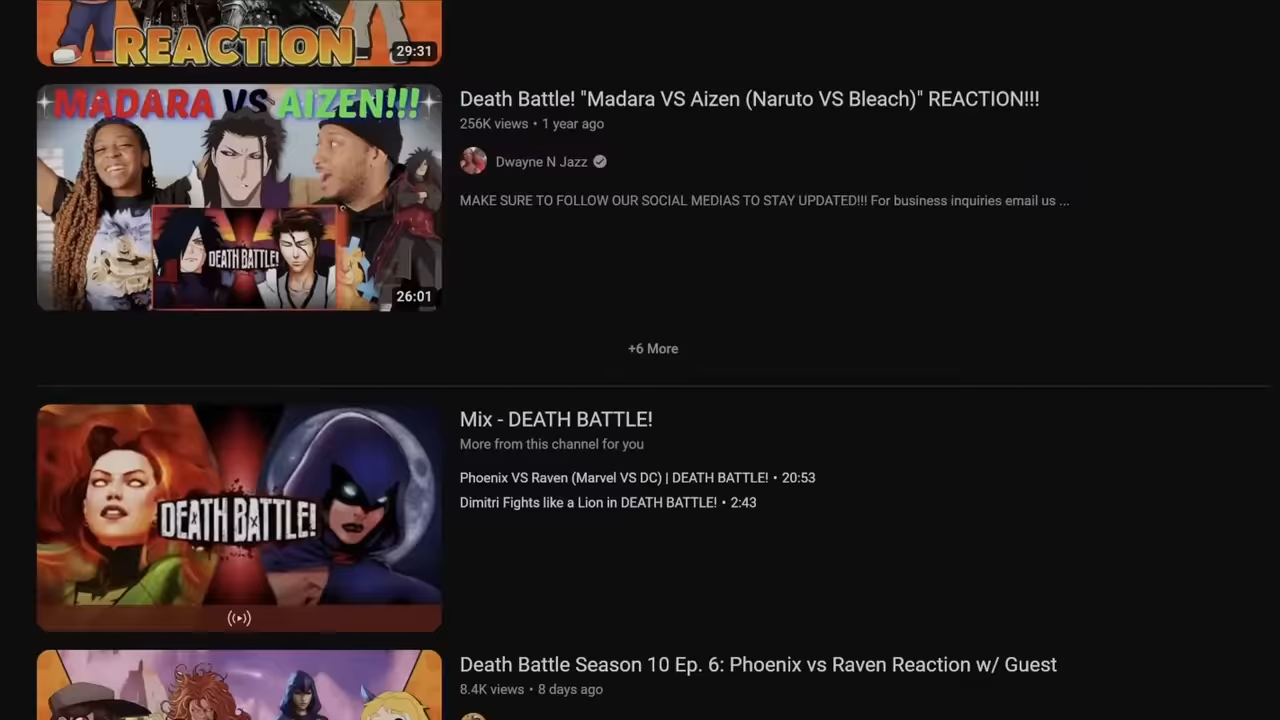 REACTION
29:31
MADARA VS AIZEN!!!
DEATH BATTLE!
26:01
Death Battle! "Madara VS Aizen (Naruto VS Bleach)" REACTION!!!
256K views • 1 year ago
Dwayne N Jazz
MAKE SURE TO FOLLOW OUR SOCIAL MEDIAS TO STAY UPDATED!!! For business inquiries email us ...
+6 More
DEATH BATTLE!
Mix - DEATH BATTLE!
More from this channel for you
Phoenix VS Raven (Marvel VS DC) | DEATH BATTLE! • 20:53
Dimitri Fights like a Lion in DEATH BATTLE! • 2:43
Death Battle Season 10 Ep. 6: Phoenix vs Raven Reaction w/ Guest
8.4K views • 8 days ago